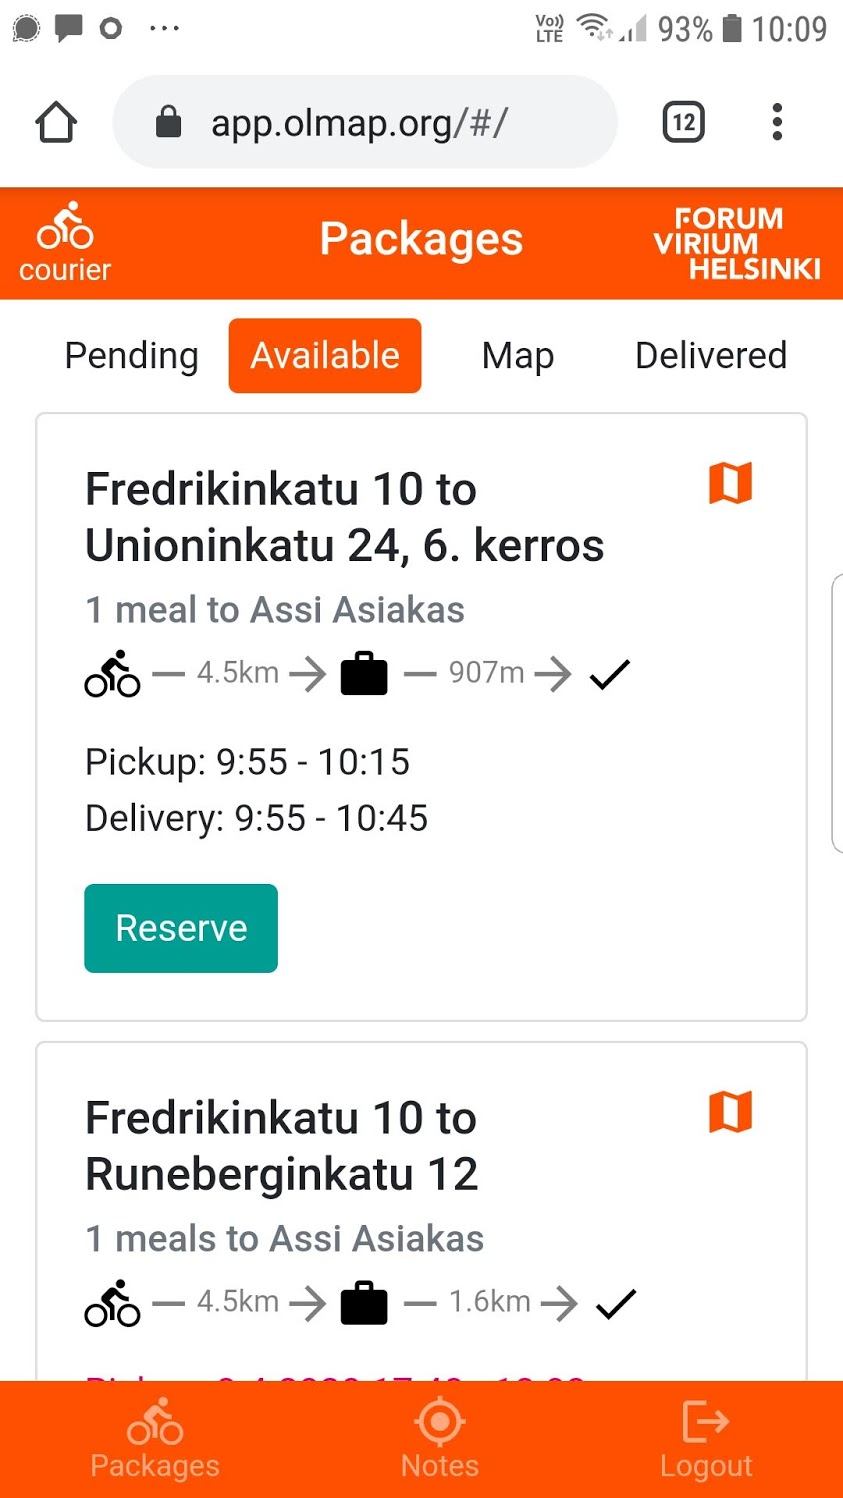 Vo)) LTE 93% 10:09
app.olmap.org/#/ 12
courier
Packages
FORUM
VIRIUM
HELSINKI
Pending Available Map Delivered
Fredrikinkatu 10 to
Unioninkatu 24, 6. kerros
1 meal to Assi Asiakas
4.5km 907m
Pickup: 9:55 - 10:15
Delivery: 9:55 - 10:45
Reserve
Fredrikinkatu 10 to
Runeberginkatu 12
1 meals to Assi Asiakas
4.5km 1.6km
Packages Notes Logout